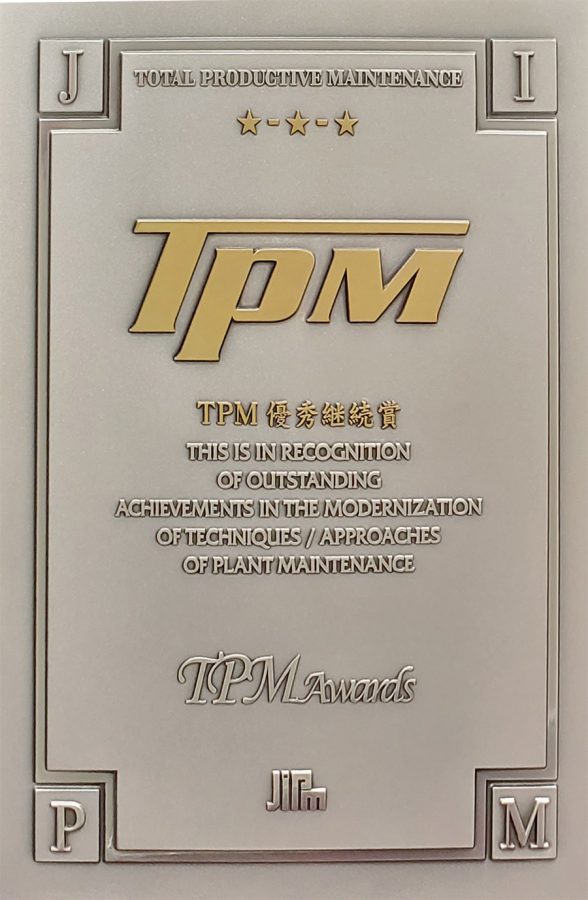 J I
TOTAL PRODUCTIVE MAINTENANCE
TPM
TPM 優秀継続賞
THIS IS IN RECOGNITION
OF OUTSTANDING
ACHIEVEMENTS IN THE MODERNIZATION
OF TECHNIQUES / APPROACHES
OF PLANT MAINTENANCE
TPM Awards
JIPM
P M